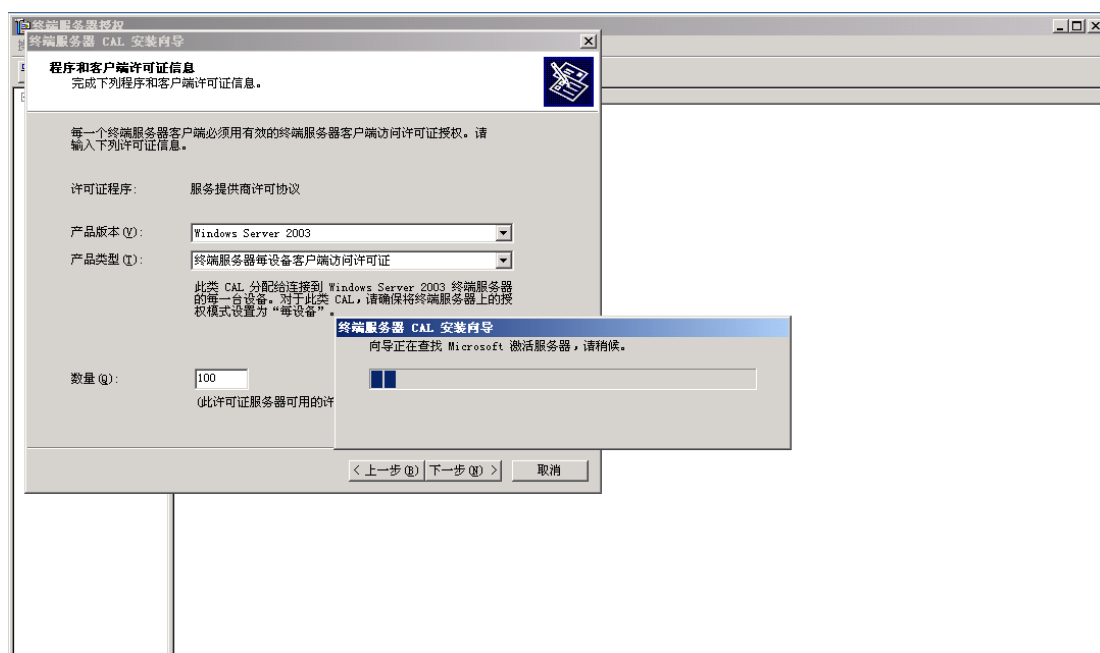 终端服务器授权
终端服务器 CAL 安装向导
程序和客户端许可证信息
完成下列程序和客户端许可证信息。
每一个终端服务器客户端必须用有效的终端服务器客户端访问许可证授权。请
输入下列许可证信息。
许可证程序:
服务提供商许可协议
产品版本(V):
Windows Server 2003
产品类型(T):
终端服务器每设备客户端访问许可证
此类 CAL 分配给连接到 Windows Server 2003 终端服务器
的每一台设备。对于此类 CAL，请确保将终端服务器上的授
权模式设置为“每设备”。
终端服务器 CAL 安装向导
向导正在查找 Microsoft 激活服务器，请稍候。
数量(Q):
100
(此许可证服务器可用的许
< 上一步(B)
下一步(N) >
取消